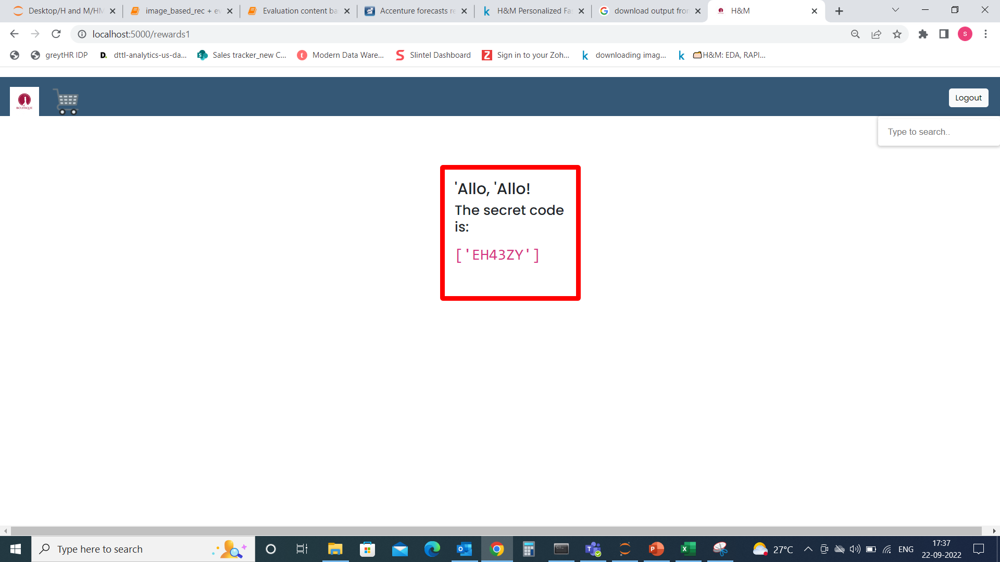 Desktop/H and M/HM
image_based_rec + ev
Evaluation content ba
Accenture forecasts re
H&M Personalized Fas
download output from
H&M
localhost:5000/rewards1
s
greytHR IDP
D.
dttl-analytics-us-da...
Sales tracker_new C...
Modern Data Ware...
Slintel Dashboard
Sign in to your Zoh...
downloading imag...
H&M: EDA, RAPI...
BOUTIQUE
Logout
Type to search..
'Allo, 'Allo!
The secret code
is:
['EH43ZY']
Type here to search
27°C
ENG
17:37
22-09-2022